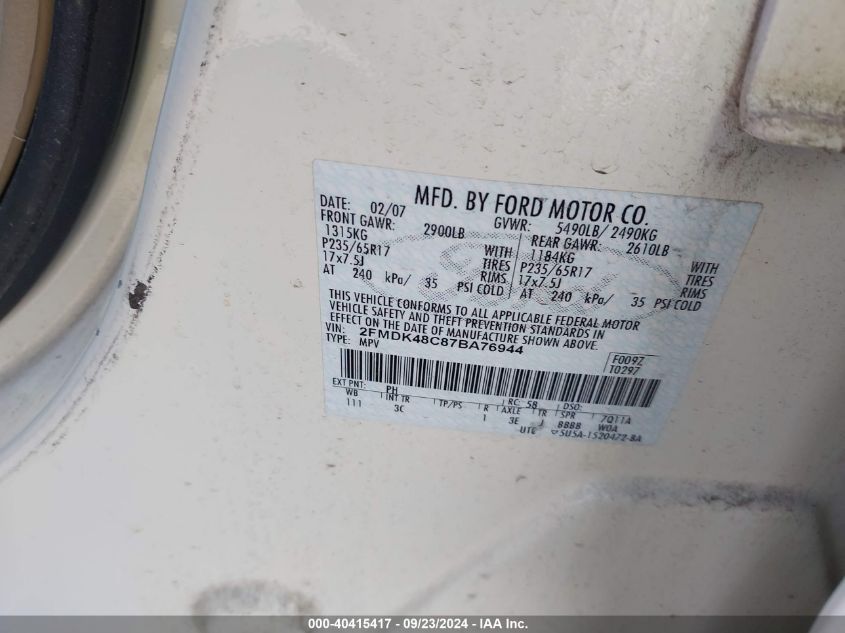 MFD. BY FORD MOTOR CO.
DATE: 02/07 GVWR: 5490LB/ 2490KG
FRONT GAWR: 2900LB REAR GAWR: 2610LB
1315KG WITH 1184KG WITH
P235/65R17 TIRES P235/65R17 TIRES
17x7.5J RIMS 17x7.5J RIMS
AT 240 kPa/ 35 PSI COLD AT 240 kPa/ 35 PSI COLD
THIS VEHICLE CONFORMS TO ALL APPLICABLE FEDERAL MOTOR
VEHICLE SAFETY AND THEFT PREVENTION STANDARDS IN
EFFECT ON THE DATE OF MANUFACTURE SHOWN ABOVE.
VIN: 2FMDK48C87BA76944
TYPE: MPV
F0097
T0297
EXT PNT: PH RC: 58 DSO:
WB INT TR TP/PS R AXLE TR SPR 7Q11A
111 3C 1 3E J BBBB WOA
UTC 5U5A-1520472-BA
000-40415417 - 09/23/2024 - IAA Inc.